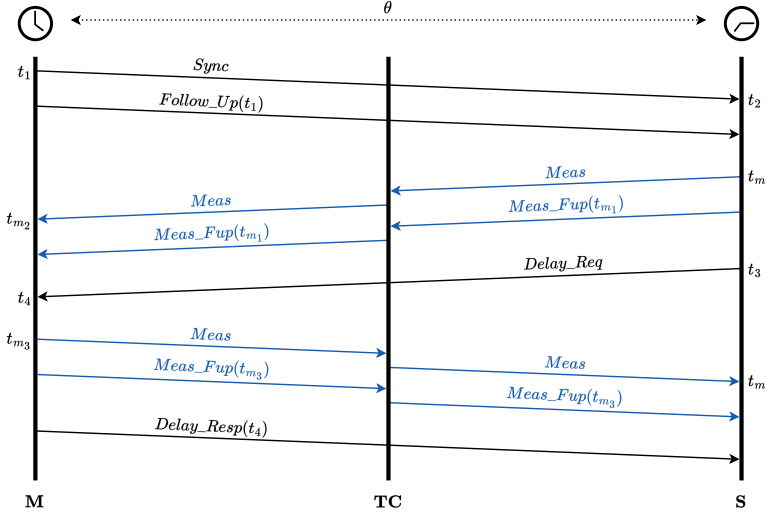 θ
Sync
t₁
Follow_Up(t₁)
t₂
Meas
tₘ
Meas
Meas_Fup(tₘ₁)
tₘ₂
Meas_Fup(tₘ₁)
Delay_Req
t₃
t₄
Meas
tₘ₃
Meas
Meas_Fup(tₘ₃)
tₘ
Meas_Fup(tₘ₃)
Delay_Resp(t₄)
M TC S